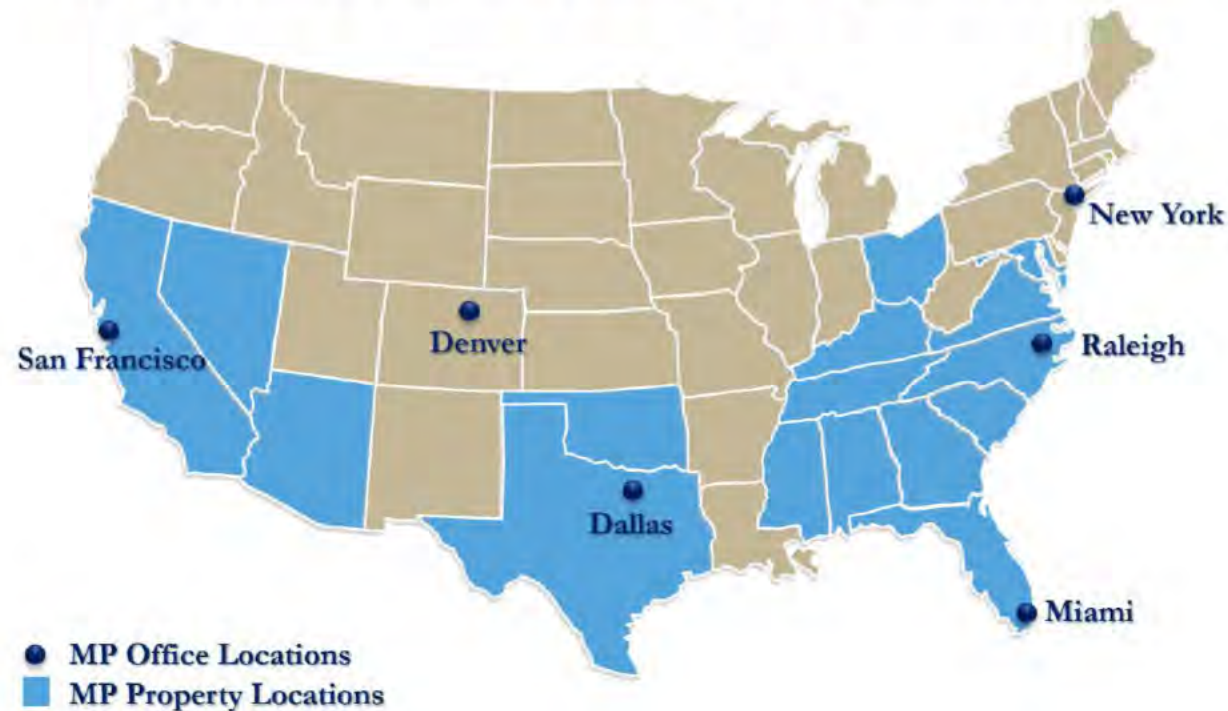 New York
Denver
San Francisco
Raleigh
Dallas
Miami
MP Office Locations
MP Property Locations